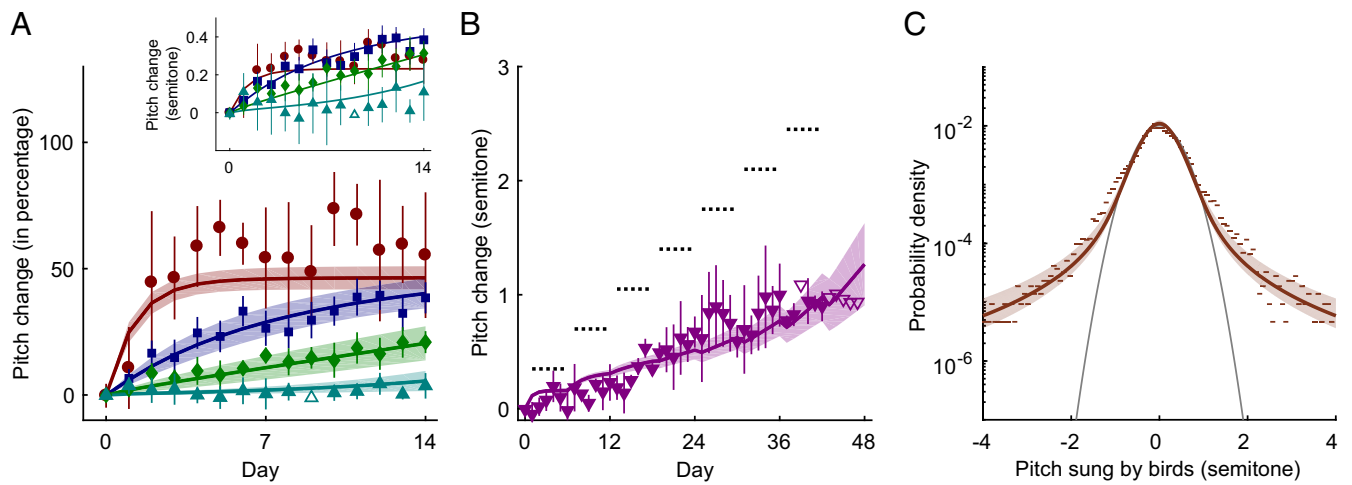 A
Pitch change (in percentage)
100
50
0
0
7
14
Day
Pitch change
(semitone)
0.4
0.2
0
0
14
B
Pitch change (semitone)
3
2
1
0
0
12
24
36
48
Day
C
Probability density
10-2
10-4
10-6
-4
-2
0
2
4
Pitch sung by birds (semitone)